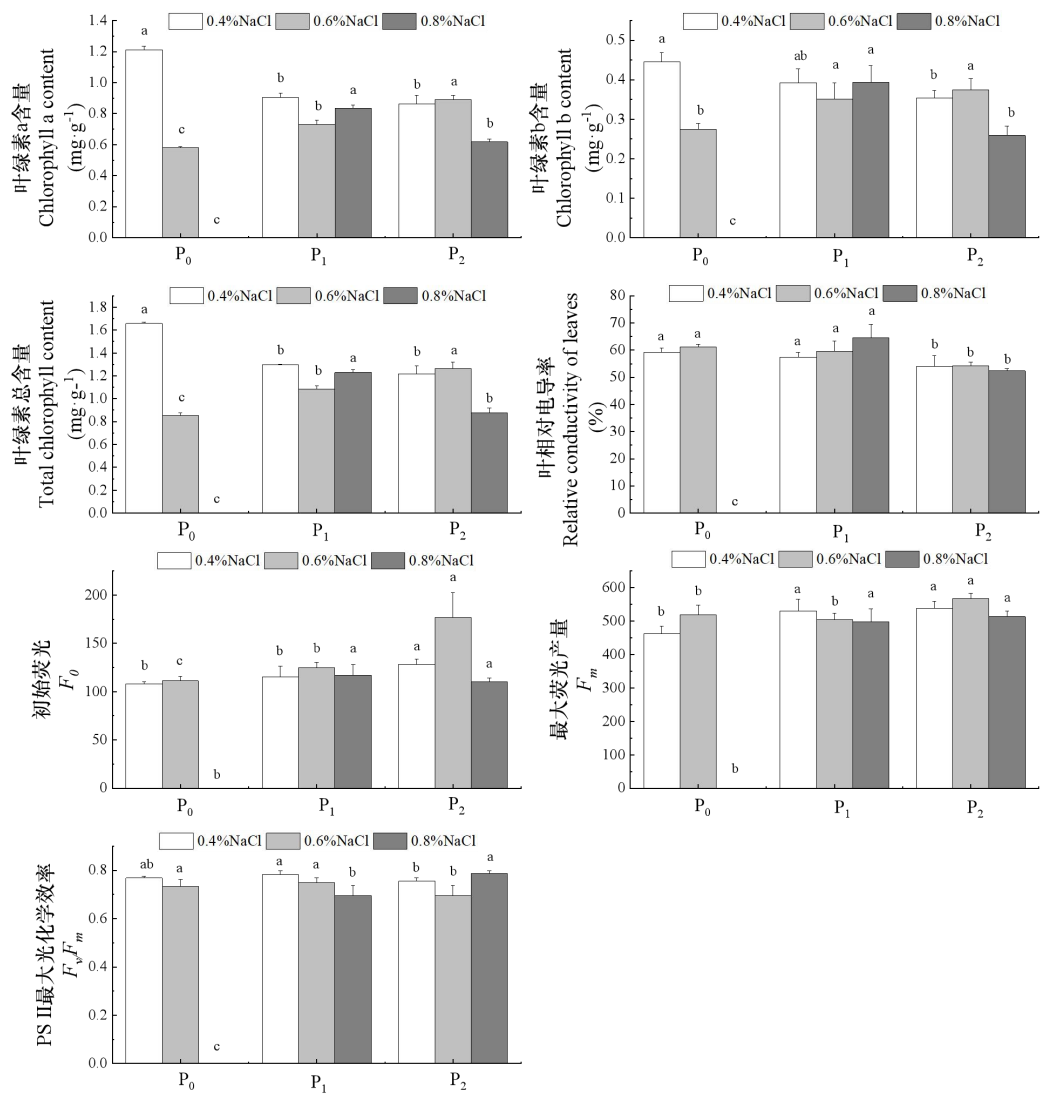 0.4%NaCl 0.6%NaCl 0.8%NaCl
叶绿素a含量
Chlorophyll a content
(mg·g⁻¹)
1.4
1.2
1.0
0.8
0.6
0.4
0.2
0.0
a c c
b b a
b a b
P₀ P₁ P₂
0.4%NaCl 0.6%NaCl 0.8%NaCl
叶绿素b含量
Chlorophyll b content
(mg·g⁻¹)
0.5
0.4
0.3
0.2
0.1
0.0
a b c
ab a a
b a b
P₀ P₁ P₂
0.4%NaCl 0.6%NaCl 0.8%NaCl
叶绿素总含量
Total chlorophyll content
(mg·g⁻¹)
1.8
1.6
1.4
1.2
1.0
0.8
0.6
0.4
0.2
0.0
a c c
b b a
b a b
P₀ P₁ P₂
0.4%NaCl 0.6%NaCl 0.8%NaCl
叶相对电导率
Relative conductivity of leaves
(%)
80
70
60
50
40
30
20
10
0
a a c
a a a
b b b
P₀ P₁ P₂
0.4%NaCl 0.6%NaCl 0.8%NaCl
初始荧光
F₀
200
150
100
50
0
b c b
b b a
a a a
P₀ P₁ P₂
0.4%NaCl 0.6%NaCl 0.8%NaCl
最大荧光产量
Fₘ
600
500
400
300
200
100
0
b b b
a b a
a a a
P₀ P₁ P₂
0.4%NaCl 0.6%NaCl 0.8%NaCl
PS II最大光化学效率
Fᵥ/Fₘ
0.8
0.6
0.4
0.2
0.0
ab a c
a a b
b b a
P₀ P₁ P₂